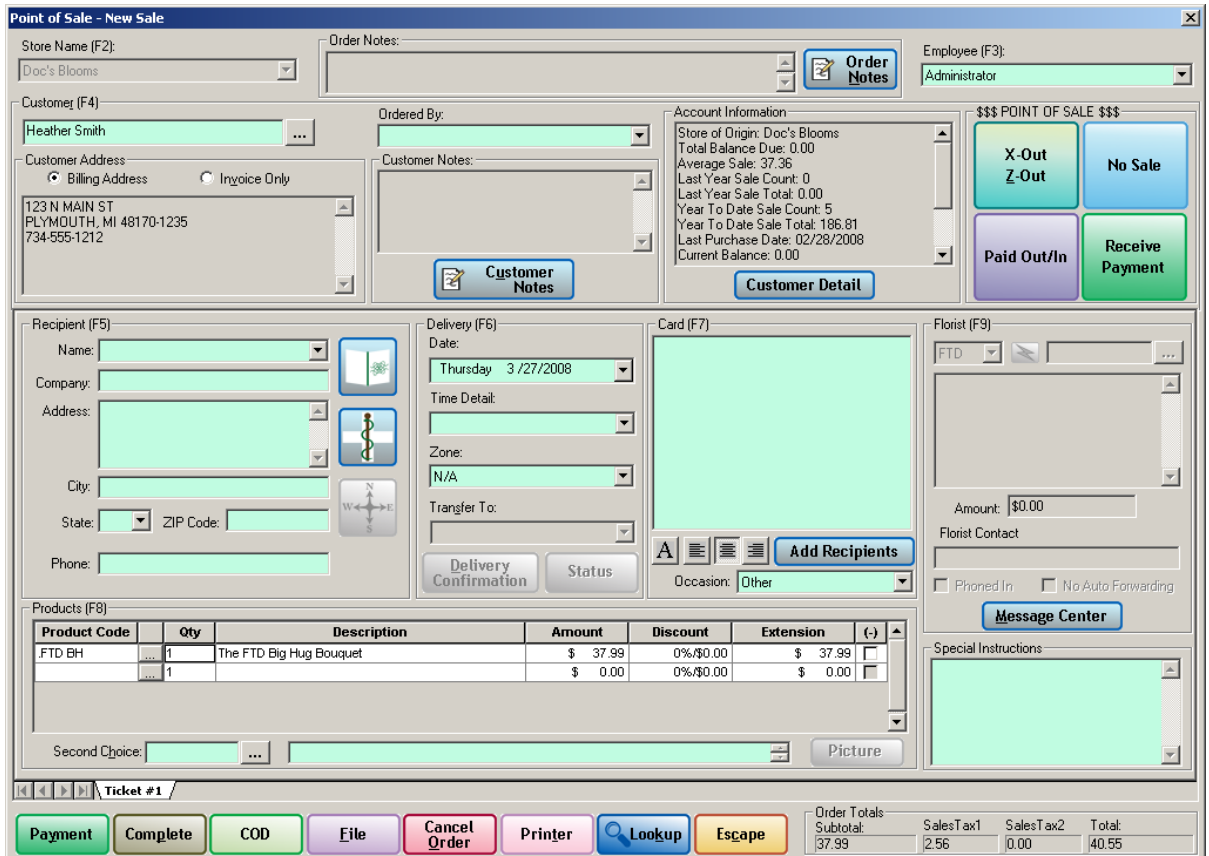 Point of Sale - New Sale
Store Name (F2):
Doc's Blooms
Order Notes:
Order Notes
Employee (F3):
Administrator
Customer (F4)
Heather Smith
...
Customer Address
Billing Address
Invoice Only
123 N MAIN ST
PLYMOUTH, MI 48170-1235
734-555-1212
Ordered By:
Customer Notes:
Customer Notes
Account Information
Store of Origin: Doc's Blooms
Total Balance Due: 0.00
Average Sale: 37.36
Last Year Sale Count: 0
Last Year Sale Total: 0.00
Year To Date Sale Count: 5
Year To Date Sale Total: 186.81
Last Purchase Date: 02/28/2008
Current Balance: 0.00
Customer Detail
$$$ POINT OF SALE $$$
X-Out
Z-Out
No Sale
Paid Out/In
Receive
Payment
Recipient (F5)
Name:
Company:
Address:
City:
State:
ZIP Code:
Phone:
N
W E
S
Delivery (F6)
Date:
Thursday 3 /27/2008
Time Detail:
Zone:
N/A
Transfer To:
Delivery
Confirmation
Status
Card (F7)
A
Add Recipients
Occasion: Other
Florist (F9)
FTD
...
Amount: $0.00
Florist Contact
Phoned In
No Auto Forwarding
Message Center
Products (F8)
Product Code Qty Description Amount Discount Extension (-)
.FTD BH ... 1 The FTD Big Hug Bouquet $ 37.99 0%/$0.00 $ 37.99
... 1 $ 0.00 0%/$0.00 $ 0.00
Second Choice: ...
Picture
Special Instructions
Ticket #1
Payment
Complete
COD
File
Cancel
Order
Printer
Lookup
Escape
Order Totals
Subtotal: SalesTax1 SalesTax2 Total:
37.99 2.56 0.00 40.55